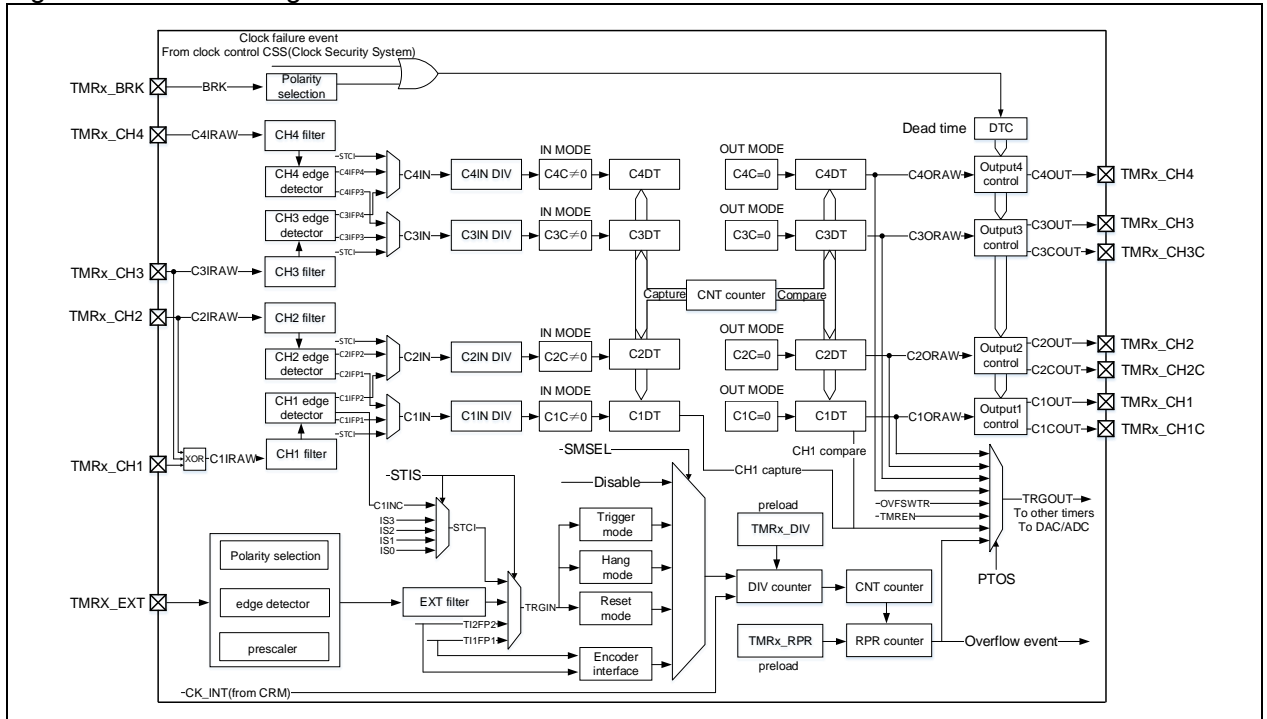 Clock failure event
From clock control CSS(Clock Security System)
TMRx_BRK
BRK
Polarity
selection
Dead time
DTC
TMRx_CH4
C4IRAW
CH4 filter
CH4 edge
detector
STCI
C4IFP4
C4IFP3
C4IN
C4IN DIV
IN MODE
C4C≠0
C4DT
OUT MODE
C4C=0
C4DT
C4ORAW
Output4
control
C4OUT
TMRx_CH4
CH3 edge
detector
C3IFP4
C3IFP3
STCI
C3IN
C3IN DIV
IN MODE
C3C≠0
C3DT
OUT MODE
C3C=0
C3DT
C3ORAW
Output3
control
C3OUT
TMRx_CH3
C3COUT
TMRx_CH3C
TMRx_CH3
C3IRAW
CH3 filter
Capture
CNT counter
Compare
TMRx_CH2
C2IRAW
CH2 filter
CH2 edge
detector
STCI
C2IFP2
C2IFP1
C2IN
C2IN DIV
IN MODE
C2C≠0
C2DT
OUT MODE
C2C=0
C2DT
C2ORAW
Output2
control
C2OUT
TMRx_CH2
C2COUT
TMRx_CH2C
CH1 edge
detector
C1IFP2
C1IFP1
STCI
C1IN
C1IN DIV
IN MODE
C1C≠0
C1DT
OUT MODE
C1C=0
C1DT
C1ORAW
Output1
control
C1OUT
TMRx_CH1
C1COUT
TMRx_CH1C
TMRx_CH1
XOR
C1IRAW
CH1 filter
CH1 compare
CH1 capture
SMSEL
STIS
Disable
C1INC
IS3
IS2
IS1
IS0
STCI
Trigger
mode
Hang
mode
Reset
mode
Encoder
interface
preload
TMRx_DIV
OVFSWTR
TMREN
TRGOUT
To other timers
To DAC/ADC
PTOS
Polarity selection
edge detector
prescaler
TMRX_EXT
EXT filter
TRGIN
TI2FP2
TI1FP1
DIV counter
CNT counter
TMRx_RPR
preload
RPR counter
Overflow event
CK_INT(from CRM)